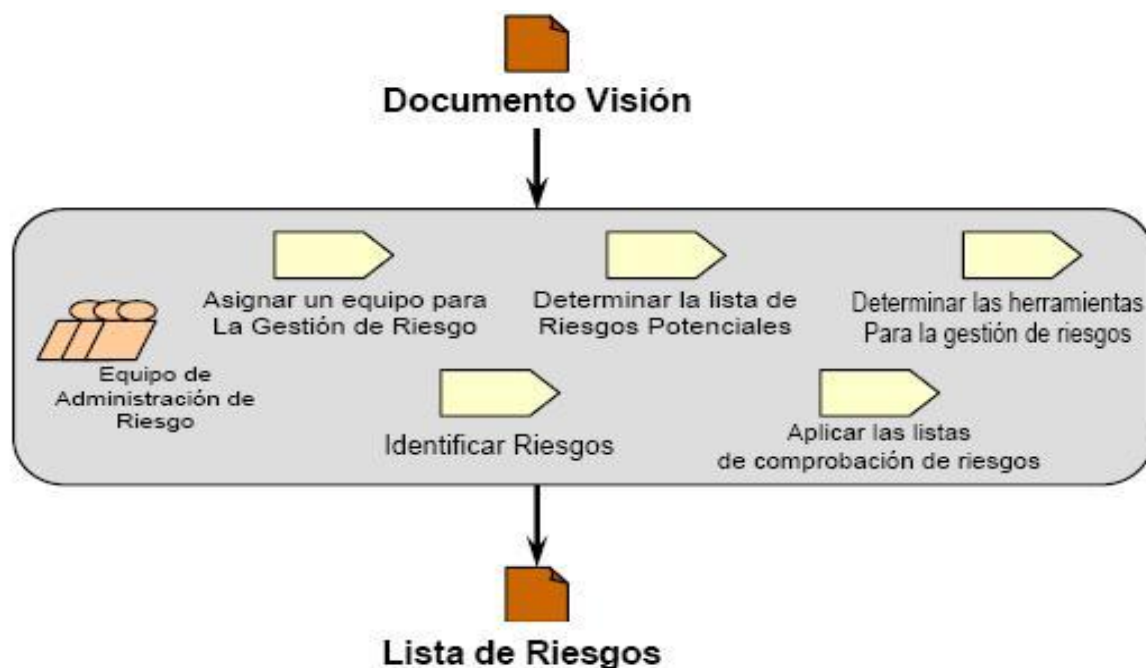 Documento Visión
Asignar un equipo para
La Gestión de Riesgo
Determinar la lista de
Riesgos Potenciales
Determinar las herramientas
Para la gestión de riesgos
Equipo de
Administración de
Riesgo
Identificar Riesgos
Aplicar las listas
de comprobación de riesgos
Lista de Riesgos